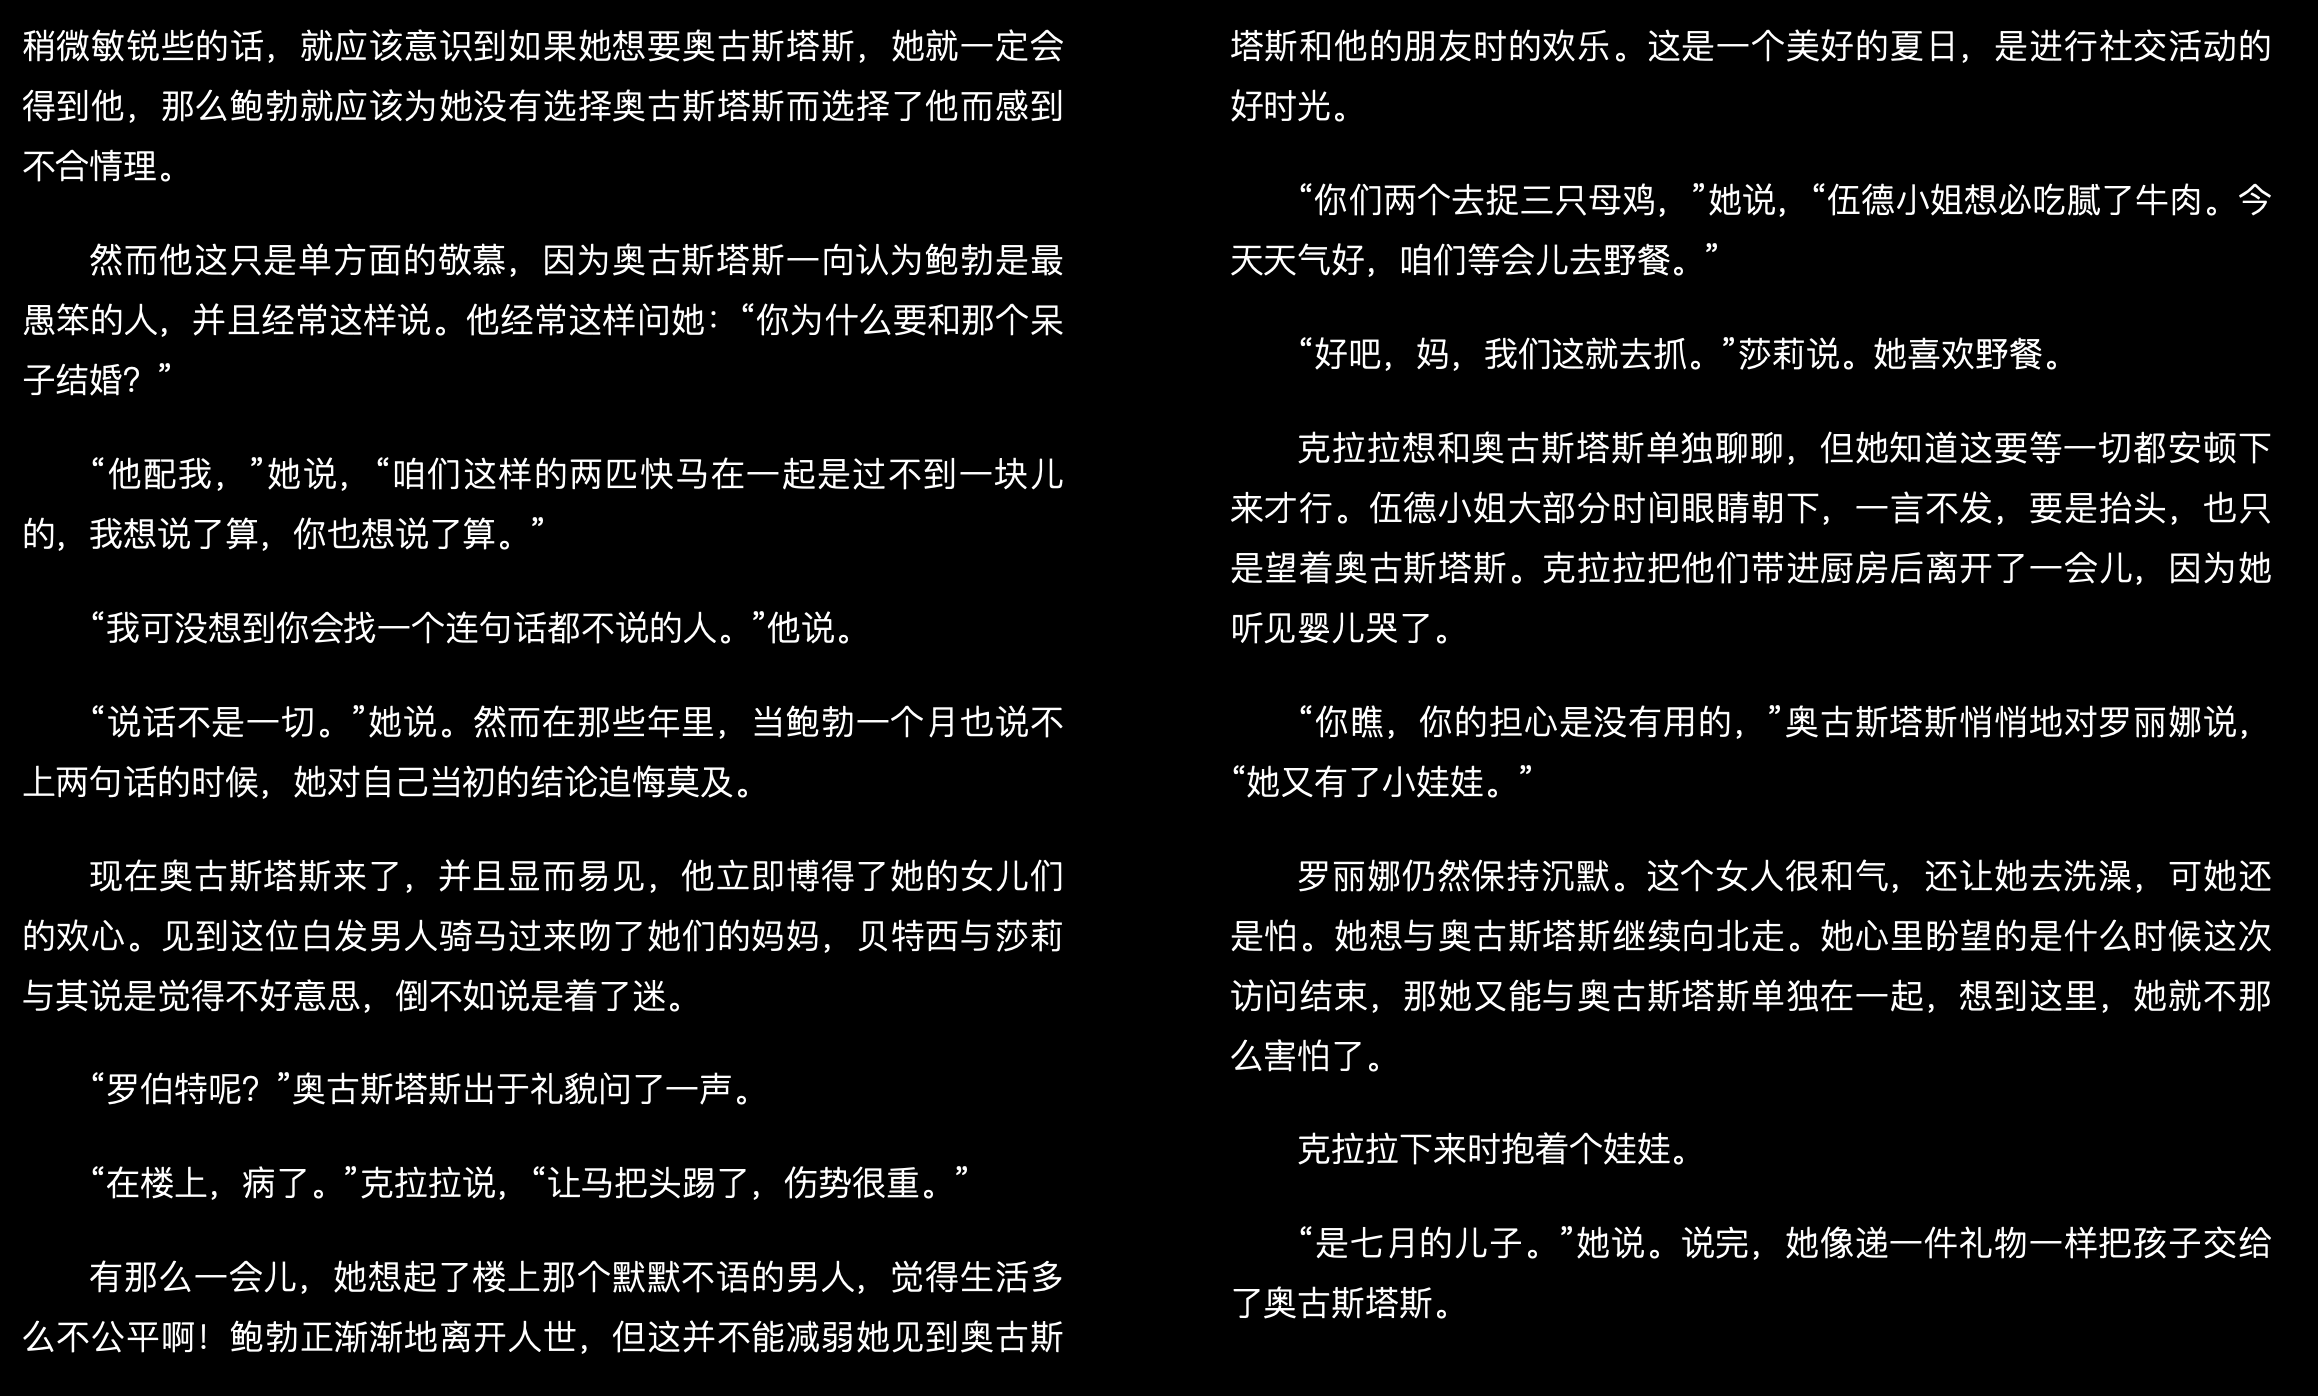 稍微敏锐些的话，就应该意识到如果她想要奥古斯塔斯，她就一定会
得到他，那么鲍勃就应该为她没有选择奥古斯塔斯而选择了他而感到
不合情理。
然而他这只是单方面的敬慕，因为奥古斯塔斯一向认为鲍勃是最
愚笨的人，并且经常这样说。他经常这样问她：“你为什么要和那个呆
子结婚？”
“他配我，”她说，“咱们这样的两匹快马在一起是过不到一块儿
的，我想说了算，你也想说了算。”
“我可没想到你会找一个连句话都不说的人。”他说。
“说话不是一切。”她说。然而在那些年里，当鲍勃一个月也说不
上两句话的时候，她对自己当初的结论追悔莫及。
现在奥古斯塔斯来了，并且显而易见，他立即博得了她的女儿们
的欢心。见到这位白发男人骑马过来吻了她们的妈妈，贝特西与莎莉
与其说是觉得不好意思，倒不如说是着了迷。
“罗伯特呢？”奥古斯塔斯出于礼貌问了一声。
“在楼上，病了。”克拉拉说，“让马把头踢了，伤势很重。”
有那么一会儿，她想起了楼上那个默默不语的男人，觉得生活多
么不公平啊！鲍勃正渐渐地离开人世，但这并不能减弱她见到奥古斯
塔斯和他的朋友时的欢乐。这是一个美好的夏日，是进行社交活动的
好时光。
“你们两个去捉三只母鸡，”她说，“伍德小姐想必吃腻了牛肉。今
天天气好，咱们等会儿去野餐。”
“好吧，妈，我们这就去抓。”莎莉说。她喜欢野餐。
克拉拉想和奥古斯塔斯单独聊聊，但她知道这要等一切都安顿下
来才行。伍德小姐大部分时间眼睛朝下，一言不发，要是抬头，也只
是望着奥古斯塔斯。克拉拉把他们带进厨房后离开了一会儿，因为她
听见婴儿哭了。
“你瞧，你的担心是没有用的，”奥古斯塔斯悄悄地对罗丽娜说，
“她又有了小娃娃。”
罗丽娜仍然保持沉默。这个女人很和气，还让她去洗澡，可她还
是怕。她想与奥古斯塔斯继续向北走。她心里盼望的是什么时候这次
访问结束，那她又能与奥古斯塔斯单独在一起，想到这里，她就不那
么害怕了。
克拉拉下来时抱着个娃娃。
“是七月的儿子。”她说。说完，她像递一件礼物一样把孩子交给
了奥古斯塔斯。